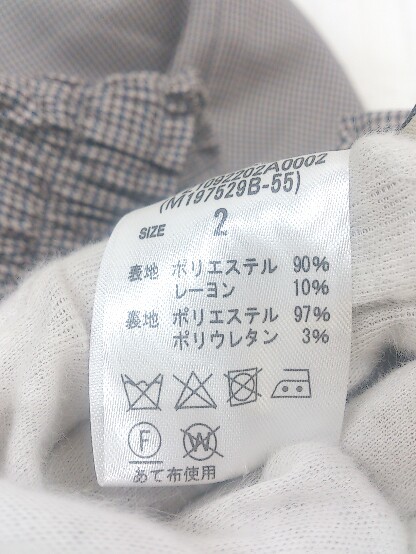 (M197529B-55)
SIZE 2
表地 ポリエステル 90%
レーヨン 10%
裏地 ポリエステル 97%
ポリウレタン 3%
F W
あて布使用